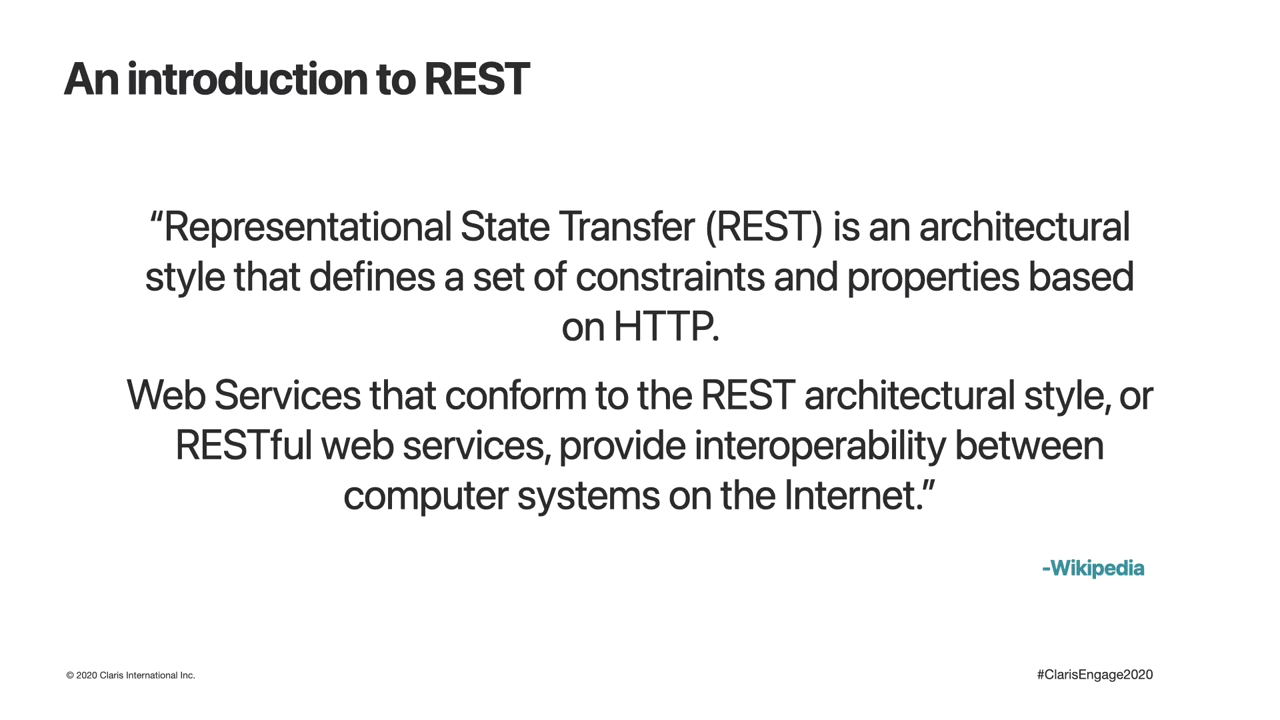 An introduction to REST
“Representational State Transfer (REST) is an architectural
style that defines a set of constraints and properties based
on HTTP.
Web Services that conform to the REST architectural style, or
RESTful web services, provide interoperability between
computer systems on the Internet.”
-Wikipedia
© 2020 Claris International Inc.
#ClarisEngage2020